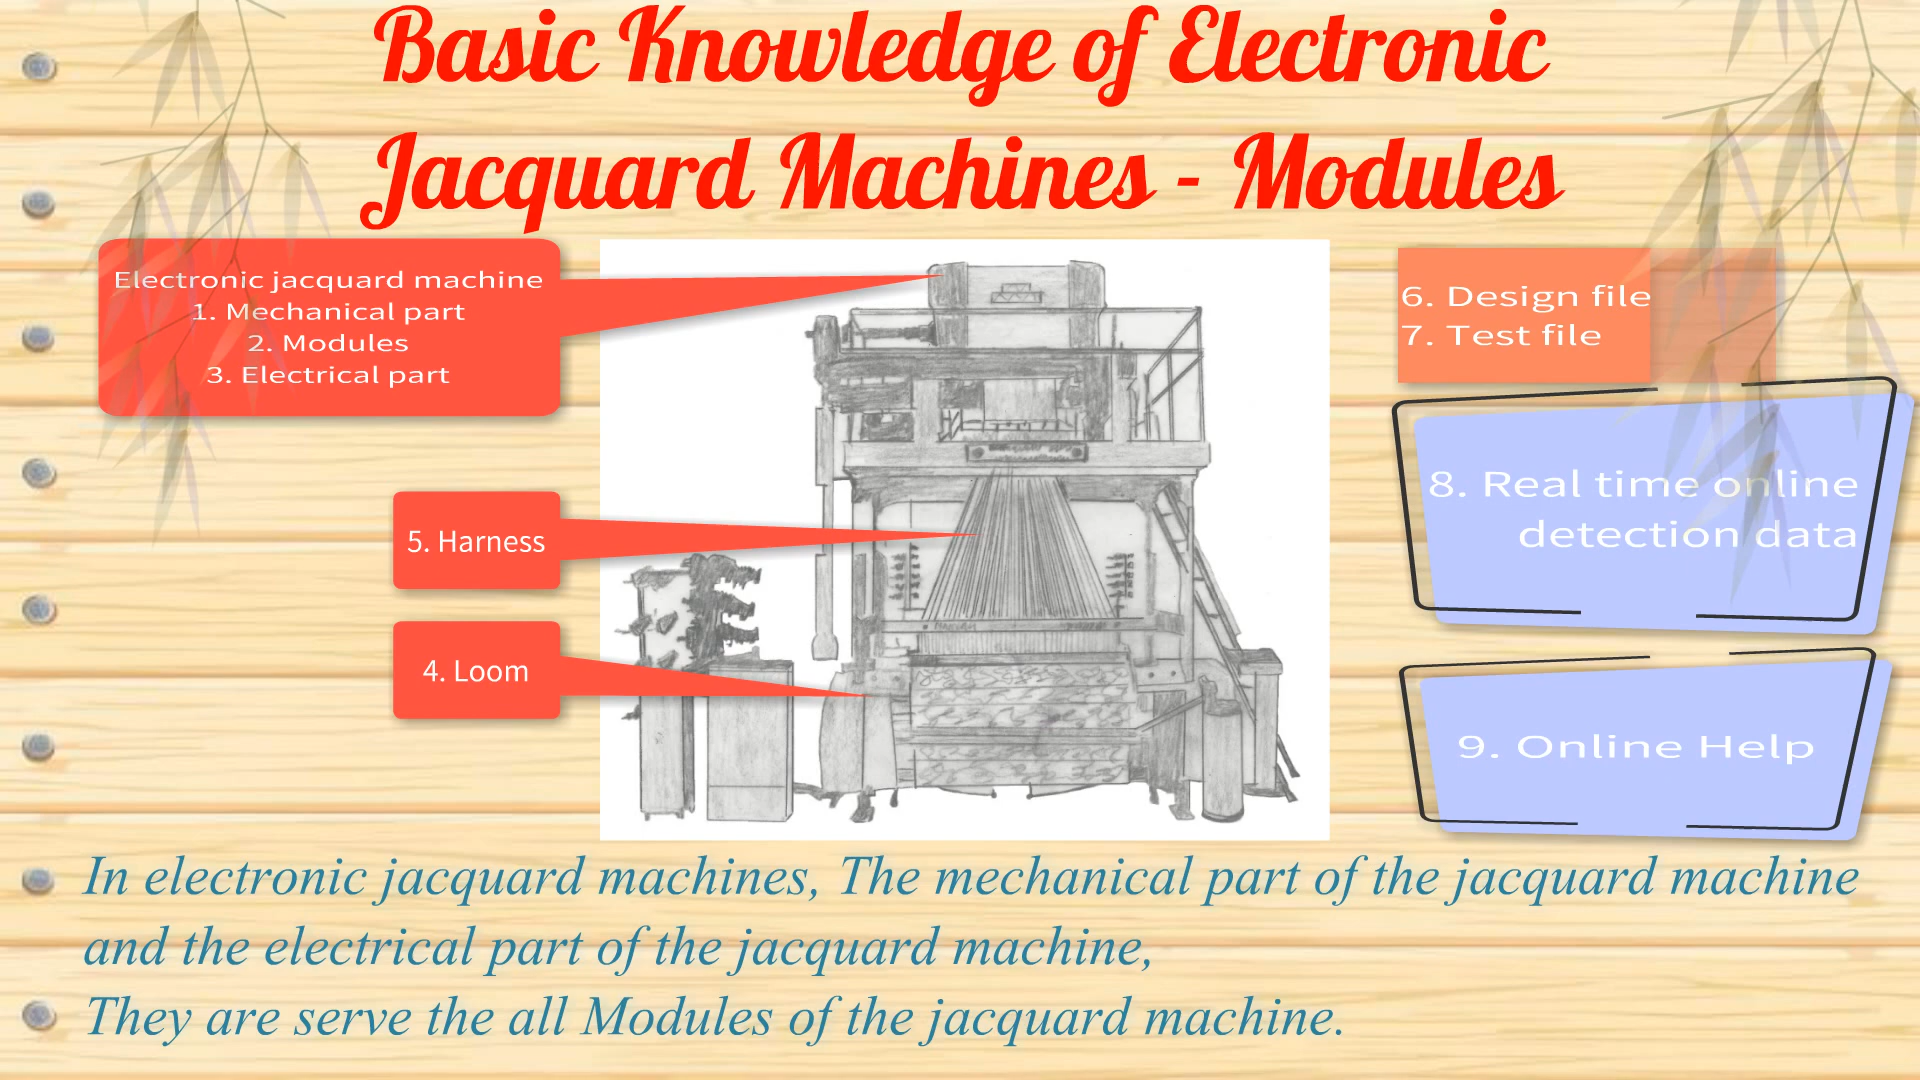 Basic Knowledge of Electronic
Jacquard Machines - Modules
Electronic jacquard machine
1. Mechanical part
2. Modules
3. Electrical part
5. Harness
4. Loom
6. Design file
7. Test file
8. Real time online
detection data
9. Online Help
In electronic jacquard machines, The mechanical part of the jacquard machine
and the electrical part of the jacquard machine,
They are serve the all Modules of the jacquard machine.